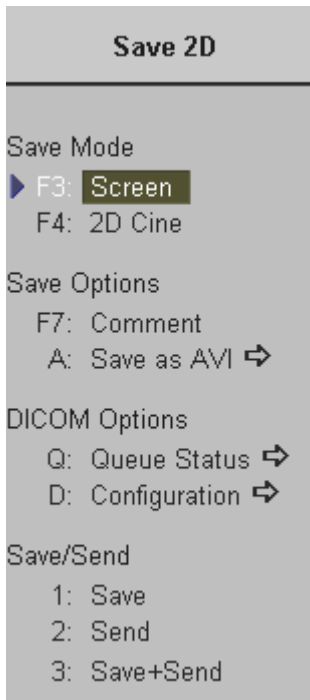 Save 2D
Save Mode
F3: Screen
F4: 2D Cine
Save Options
F7: Comment
A: Save as AVI
DICOM Options
Q: Queue Status
D: Configuration
Save/Send
1: Save
2: Send
3: Save+Send